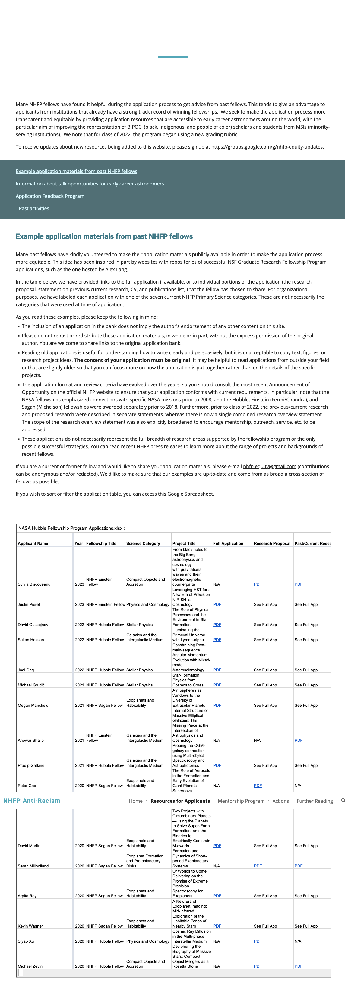 Many NHFP fellows have found it helpful during the application process to get advice from past fellows. This tends to give an advantage to
applicants from institutions that already have a strong track record of winning fellowships.  We seek to make the application process more
transparent and equitable by providing application resources that are accessible to early career astronomers around the world, with the
particular aim of improving the representation of BIPOC  (black, indigenous, and people of color) scholars and students from MSIs (minority-
serving institutions).  We note that for class of 2022, the program began using a new grading rubric.
To receive updates about new resources being added to this website, please sign up at https://groups.google.com/g/nhfp-equity-updates.
Example application materials from past NHFP fellows
Information about talk opportunities for early career astronomers
Application Feedback Program
Past activities
Example application materials from past NHFP fellows
Many past fellows have kindly volunteered to make their application materials publicly available in order to make the application process
more equitable. This idea has been inspired in part by websites with repositories of successful NSF Graduate Research Fellowship Program
applications, such as the one hosted by Alex Lang.
In the table below, we have provided links to the full application if available, or to individual portions of the application (the research
proposal, statement on previous/current research, CV, and publications list) that the fellow has chosen to share. For organizational
purposes, we have labeled each application with one of the seven current NHFP Primary Science categories. These are not necessarily the
categories that were used at time of application.
As you read these examples, please keep the following in mind:
▪ The inclusion of an application in the bank does not imply the author's endorsement of any other content on this site.
▪ Please do not rehost or redistribute these application materials, in whole or in part, without the express permission of the original
author. You are welcome to share links to the original application bank.
▪ Reading old applications is useful for understanding how to write clearly and persuasively, but it is unacceptable to copy text, figures, or
research project ideas. The content of your application must be original. It may be helpful to read applications from outside your field
or that are slightly older so that you can focus more on how the application is put together rather than on the details of the specific
projects.
▪ The application format and review criteria have evolved over the years, so you should consult the most recent Announcement of
Opportunity on the official NHFP website to ensure that your application conforms with current requirements. In particular, note that the
NASA fellowships emphasized connections with specific NASA missions prior to 2008, and the Hubble, Einstein (Fermi/Chandra), and
Sagan (Michelson) fellowships were awarded separately prior to 2018. Furthermore, prior to class of 2022, the previous/current research
and proposed research were described in separate statements, whereas there is now a single combined research overview statement.
The scope of the research overview statement was also explicitly broadened to encourage mentorship, outreach, service, etc. to be
addressed.
▪ These applications do not necessarily represent the full breadth of research areas supported by the fellowship program or the only
possible successful strategies. You can read recent NHFP press releases to learn more about the range of projects and backgrounds of
recent fellows.
If you are a current or former fellow and would like to share your application materials, please e-mail nhfp.equity@gmail.com (contributions
can be anonymous and/or redacted). We'd like to make sure that our examples are up-to-date and come from as broad a cross-section of
fellows as possible.
If you wish to sort or filter the application table, you can access this Google Spreadsheet.
NASA Hubble Fellowship Program Applications.xlsx :
Applicant Name Year Fellowship Title Science Category Project Title Full Application Research Proposal Past/Current Resea
From black holes to
the Big Bang:
astrophysics and
cosmology
with gravitational
waves and their
NHFP Einstein Compact Objects and electromagnetic
Sylvia Biscoveanu 2023 Fellow Accretion counterparts N/A PDF PDF
Leveraging HST for a
New Era of Precision
NIR SN Ia
Justin Pierel 2023 NHFP Einstein Fellow Physics and Cosmology Cosmology PDF See Full App See Full App
The Role of Physical
Processes and the
Environment in Star
Dávid Guszejnov 2022 NHFP Hubble Fellow Stellar Physics Formation PDF See Full App See Full App
Illuminating the
Galaxies and the Primeval Universe
Sultan Hassan 2022 NHFP Hubble Fellow Intergalactic Medium with Lyman-alpha PDF See Full App See Full App
Constraining Post-
main-sequence
Angular Momentum
Evolution with Mixed-
mode
Joel Ong 2022 NHFP Hubble Fellow Stellar Physics Asteroseismology PDF See Full App See Full App
Star-Formation
Physics from
Michael Grudić 2021 NHFP Hubble Fellow Stellar Physics Cosmos to Cores PDF See Full App See Full App
Atmospheres as
Windows to the
Exoplanets and Diversity of
Megan Mansfield 2021 NHFP Sagan Fellow Habitability Extrasolar Planets PDF See Full App See Full App
Internal Structure of
Massive Elliptical
Galaxies: The
Missing Piece at the
Intersection of
NHFP Einstein Galaxies and the Astrophysics and
Anowar Shajib 2021 Fellow Intergalactic Medium Cosmology N/A N/A PDF
Probing the CGM-
galaxy connection
using Multi-object
Galaxies and the Spectroscopy and
Pradip Gatkine 2021 NHFP Hubble Fellow Intergalactic Medium Astrophotonics PDF See Full App See Full App
The Role of Aerosols
in the Formation and
Exoplanets and Early Evolution of
Peter Gao 2020 NHFP Sagan Fellow Habitability Giant Planets N/A PDF N/A
Supernova
NHFP Anti-Racism Home · Resources for Applicants · Mentorship Program · Actions · Further Reading
Two Projects with
Circumbinary Planets
—Using the Planets
to Solve Super-Earth
Formation, and the
Binaries to
Exoplanets and Empirically Constrain
David Martin 2020 NHFP Sagan Fellow Habitability M-dwarfs PDF See Full App See Full App
Formation and
Exoplanet Formation Dynamics of Short-
and Protoplanetary period Exoplanetary
Sarah Millholland 2020 NHFP Sagan Fellow Disks Systems N/A PDF PDF
Of Worlds to Come:
Delivering on the
Promise of Extreme
Precision
Exoplanets and Spectroscopy for
Arpita Roy 2020 NHFP Sagan Fellow Habitability Exoplanets PDF See Full App See Full App
A New Era of
Exoplanet Imaging:
Mid-Infrared
Exploration of the
Exoplanets and Habitable Zones of
Kevin Wagner 2020 NHFP Sagan Fellow Habitability Nearby Stars PDF See Full App See Full App
Cosmic Ray Diffusion
in the Multi-phase
Siyao Xu 2020 NHFP Hubble Fellow Physics and Cosmology Interstellar Medium N/A PDF N/A
Deciphering the
Biography of Massive
Stars: Compact
Compact Objects and Object Mergers as a
Michael Zevin 2020 NHFP Hubble Fellow Accretion Rosetta Stone N/A PDF PDF